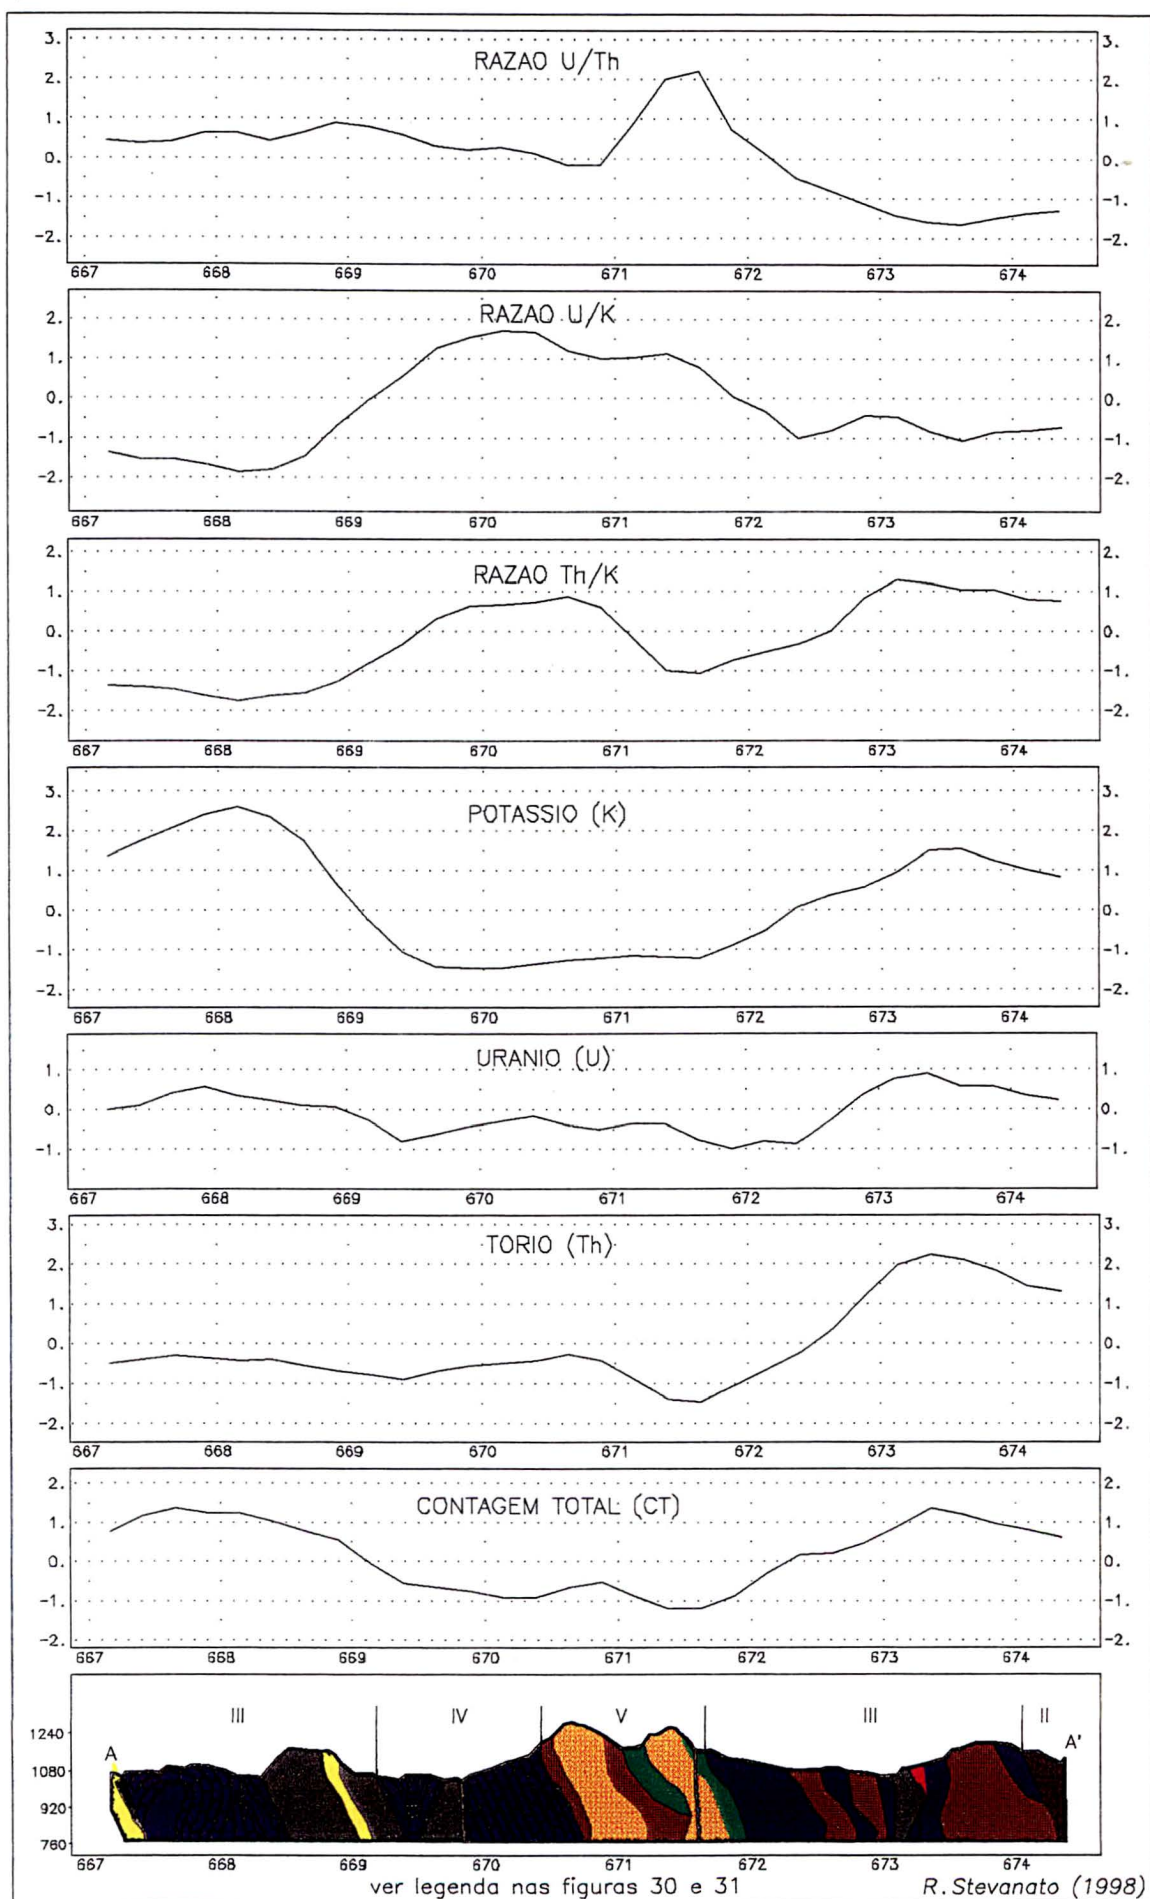 RAZAO U/Th
3. 3.
2. 2.
1. 1.
0. 0.
-1. -1.
-2. -2.
667 668 669 670 671 672 673 674
RAZAO U/K
2. 2.
1. 1.
0. 0.
-1. -1.
-2. -2.
667 668 669 670 671 672 673 674
RAZAO Th/K
2. 2.
1. 1.
0. 0.
-1. -1.
-2. -2.
667 668 669 670 671 672 673 674
POTASSIO (K)
3. 3.
2. 2.
1. 1.
0. 0.
-1. -1.
-2. -2.
667 668 669 670 671 672 673 674
URANIO (U)
1. 1.
0. 0.
-1. -1.
667 668 669 670 671 672 673 674
TORIO (Th)
3. 3.
2. 2.
1. 1.
0. 0.
-1. -1.
-2. -2.
667 668 669 670 671 672 673 674
CONTAGEM TOTAL (CT)
2. 2.
1. 1.
0. 0.
-1. -1.
-2. -2.
667 668 669 670 671 672 673 674
III IV V III II
A A'
1240
1080
920
760
667 668 669 670 671 672 673 674
ver legenda nas figuras 30 e 31
R.Stevanato (1998)